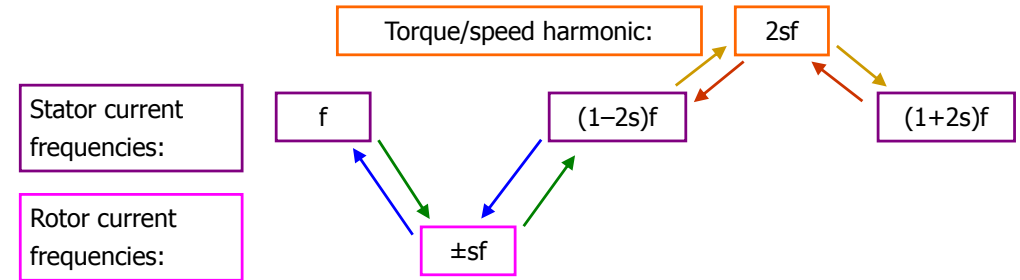 Torque/speed harmonic:
2sf
Stator current
frequencies:
f
(1–2s)f
(1+2s)f
Rotor current
frequencies:
±sf